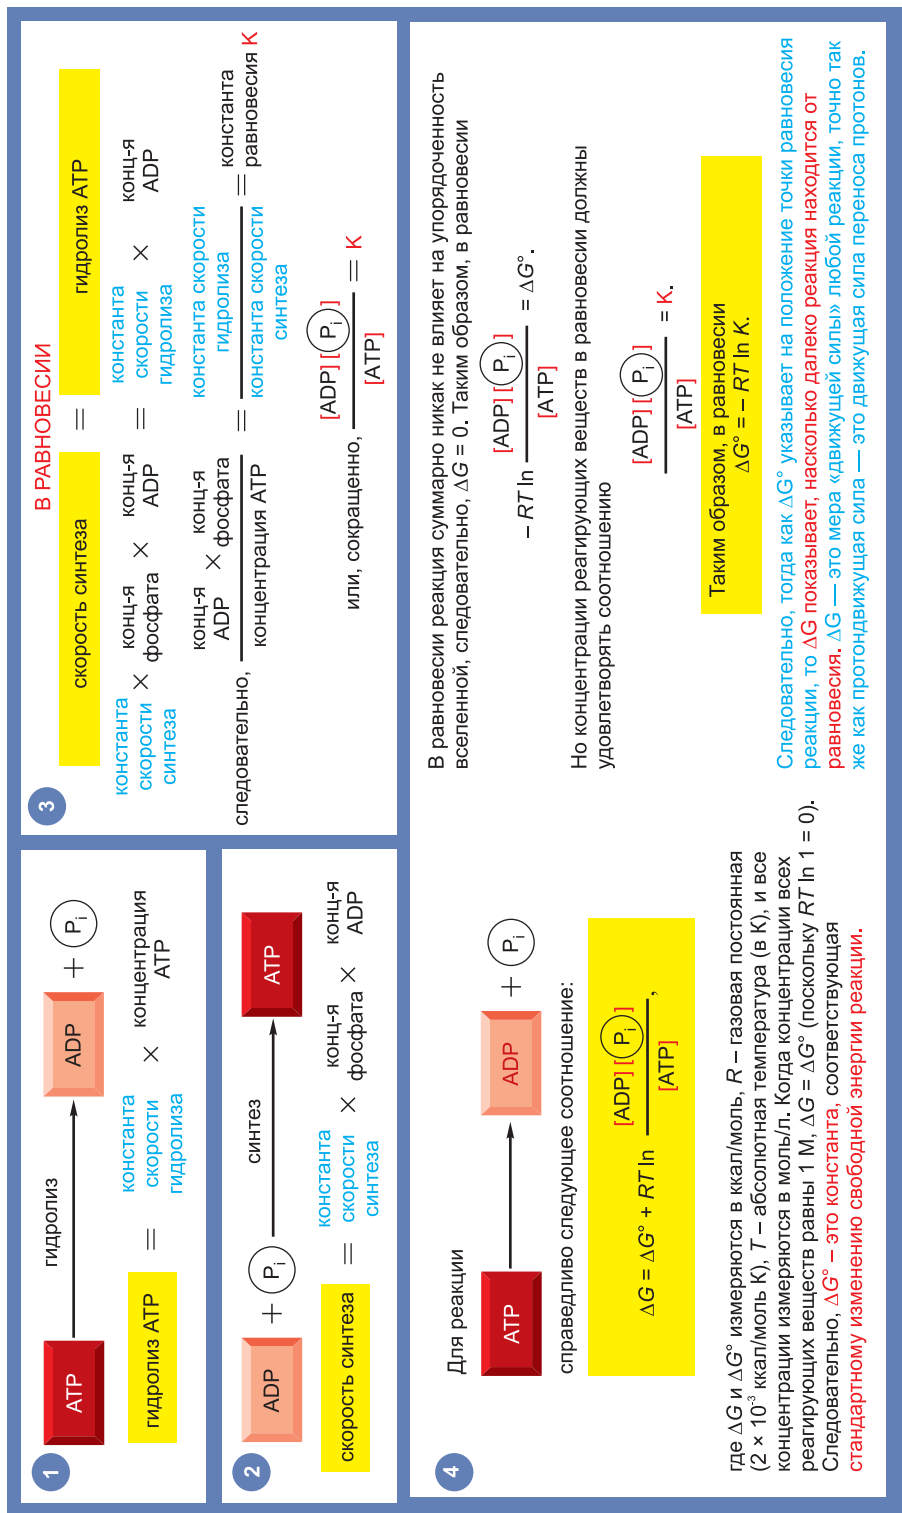 1
ATP
гидролиз
ADP
+
Pi
гидролиз ATP
=
константа
скорости
гидролиза
×
концентрация
ATP
2
ADP
+
Pi
синтез
ATP
скорость синтеза
=
константа
скорости
синтеза
×
конц-я
фосфата
×
конц-я
ADP
3
В РАВНОВЕСИИ
скорость синтеза
=
гидролиз ATP
константа
скорости
синтеза
×
конц-я
фосфата
×
конц-я
ADP
=
константа
скорости
гидролиза
×
конц-я
ADP
следовательно,
конц-я
ADP
×
конц-я
фосфата
концентрация ATP
=
константа скорости
гидролиза
константа скорости
синтеза
=
константа
равновесия K
или, сокращенно,
[ADP] [Pi]
[ATP]
= K
4
Для реакции
ATP
ADP
+
Pi
справедливо следующее соотношение:
ΔG = ΔG° + RT ln [ADP] [Pi]
[ATP]
,
где ΔG и ΔG° измеряются в ккал/моль, R – газовая постоянная
(2 × 10⁻³ ккал/моль К), T – абсолютная температура (в К), и все
концентрации измеряются в моль/л. Когда концентрации всех
реагирующих веществ равны 1 М, ΔG = ΔG° (поскольку RT ln 1 = 0).
Следовательно, ΔG° – это константа, соответствующая
стандартному изменению свободной энергии реакции.
В равновесии реакция суммарно никак не влияет на упорядоченность
вселенной, следовательно, ΔG = 0. Таким образом, в равновесии
– RT ln [ADP] [Pi]
[ATP]
= ΔG°.
Но концентрации реагирующих веществ в равновесии должны
удовлетворять соотношению
[ADP] [Pi]
[ATP]
= K.
Таким образом, в равновесии
ΔG° = – RT ln K.
Следовательно, тогда как ΔG° указывает на положение точки равновесия
реакции, то ΔG показывает, насколько далеко реакция находится от
равновесия. ΔG — это мера «движущей силы» любой реакции, точно так
же как протондвижущая сила — это движущая сила переноса протонов.